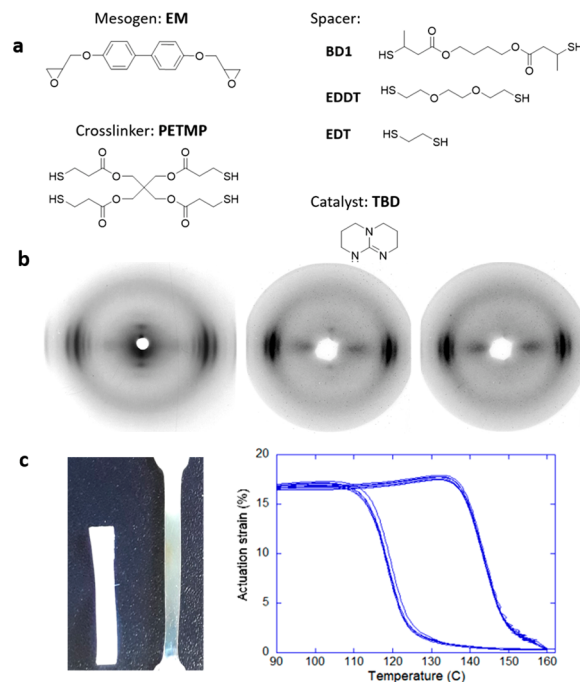 Mesogen: EM
Spacer:
a
O
O
O
O
BD1
SH
O
O
O
O
SH
EDDT
HS
O
O
SH
EDT
HS
SH
Crosslinker: PETMP
HS
O
O
SH
O
O
HS
O
O
SH
O
O
Catalyst: TBD
N
N
N
b
c
Actuation strain (%)
20
15
10
5
0
90
100
110
120
130
140
150
160
Temperature (C)